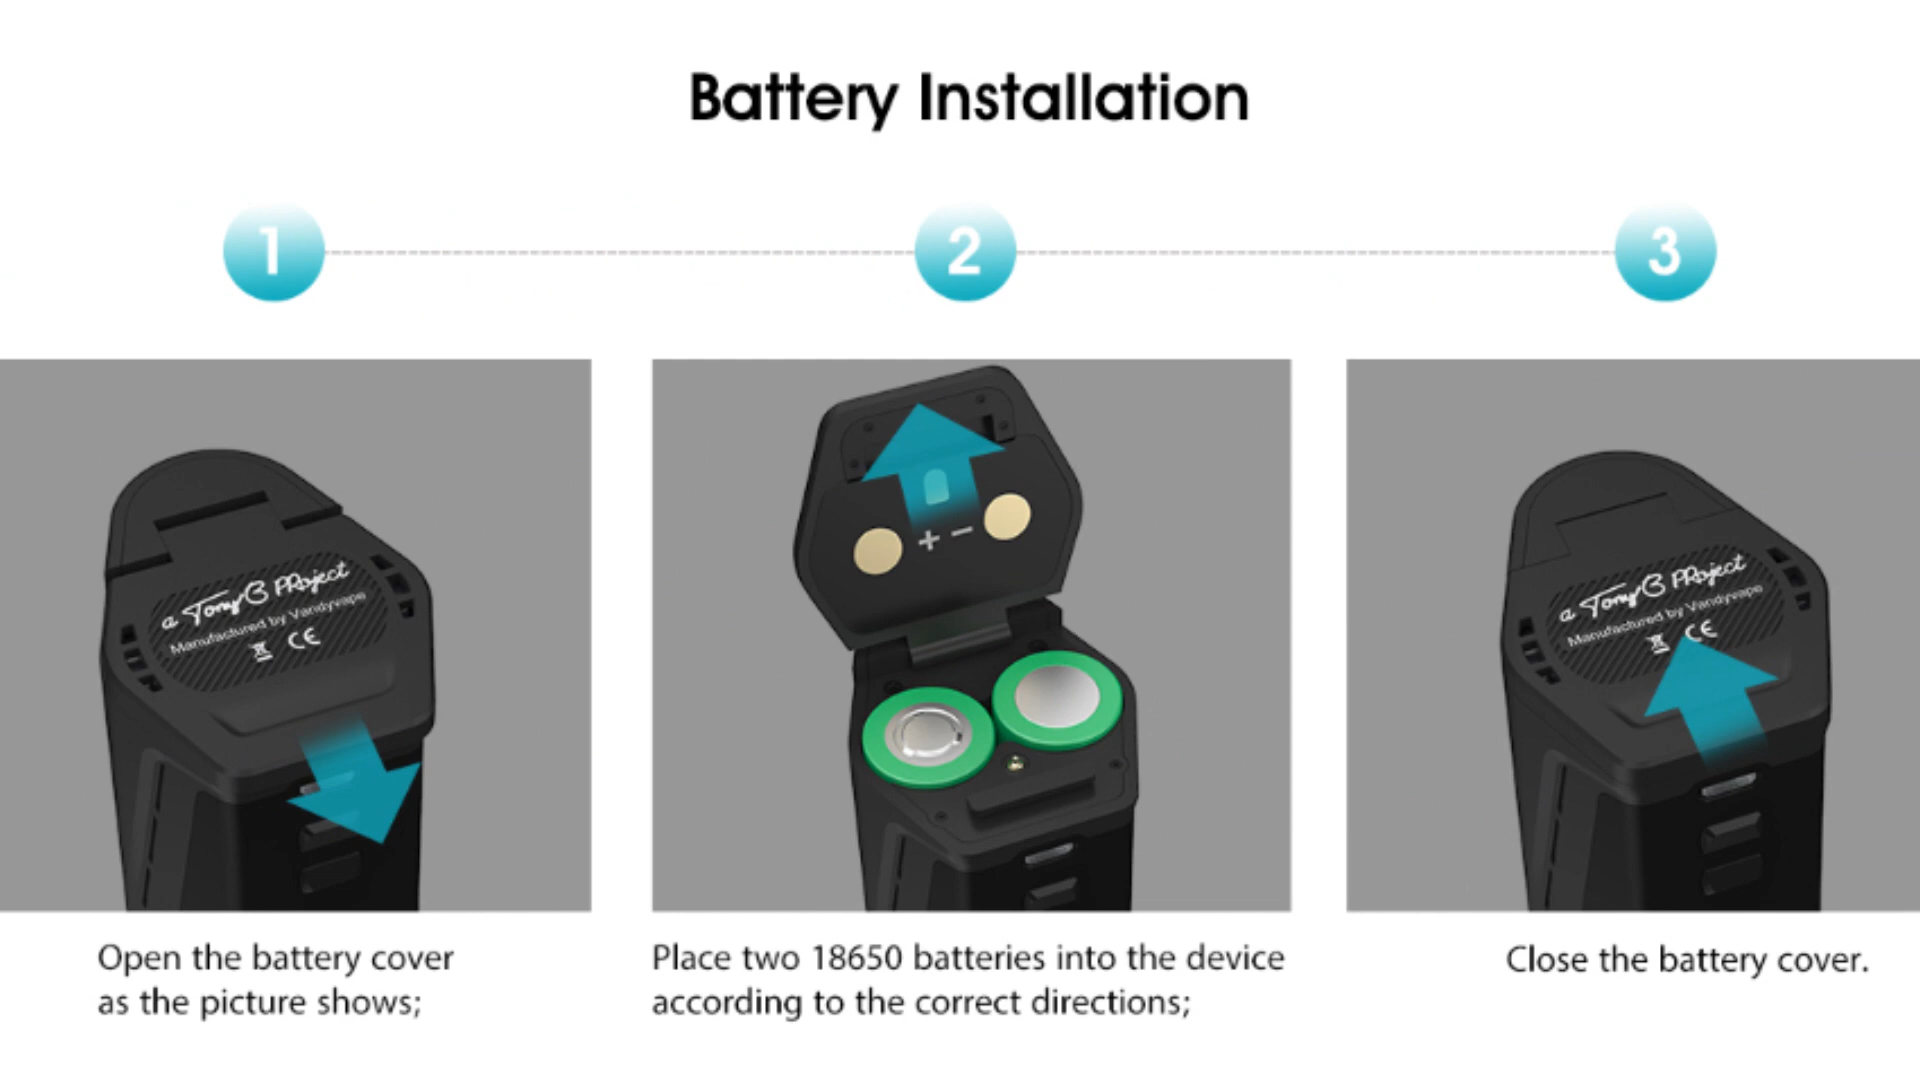 Battery Installation
1
2
3
a Tony B PRoject
Manufactured by Vandyvape
CE
+ −
a Tony B PRoject
Manufactured by Vandyvape
CE
Open the battery cover
as the picture shows;
Place two 18650 batteries into the device
according to the correct directions;
Close the battery cover.